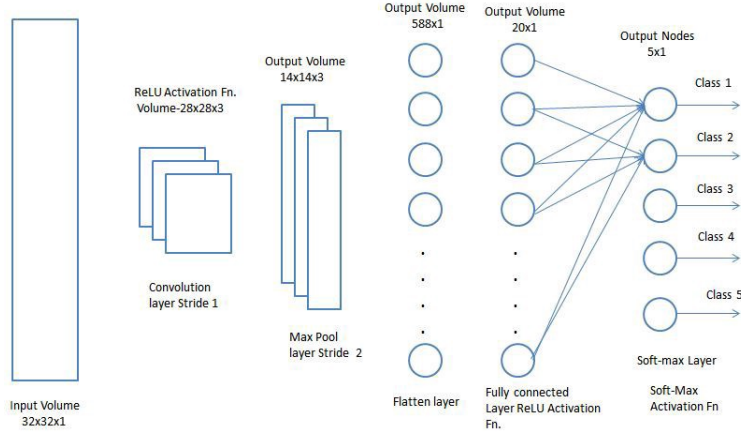 Output Volume
588x1
Output Volume
20x1
Output Nodes
5x1
Output Volume
14x14x3
ReLU Activation Fn.
Volume-28x28x3
Class 1
Class 2
Class 3
Class 4
Class 5
Convolution
layer Stride 1
Max Pool
layer Stride 2
Input Volume
32x32x1
Flatten layer
Fully connected
Layer ReLU Activation
Fn.
Soft-max Layer
Soft-Max
Activation Fn